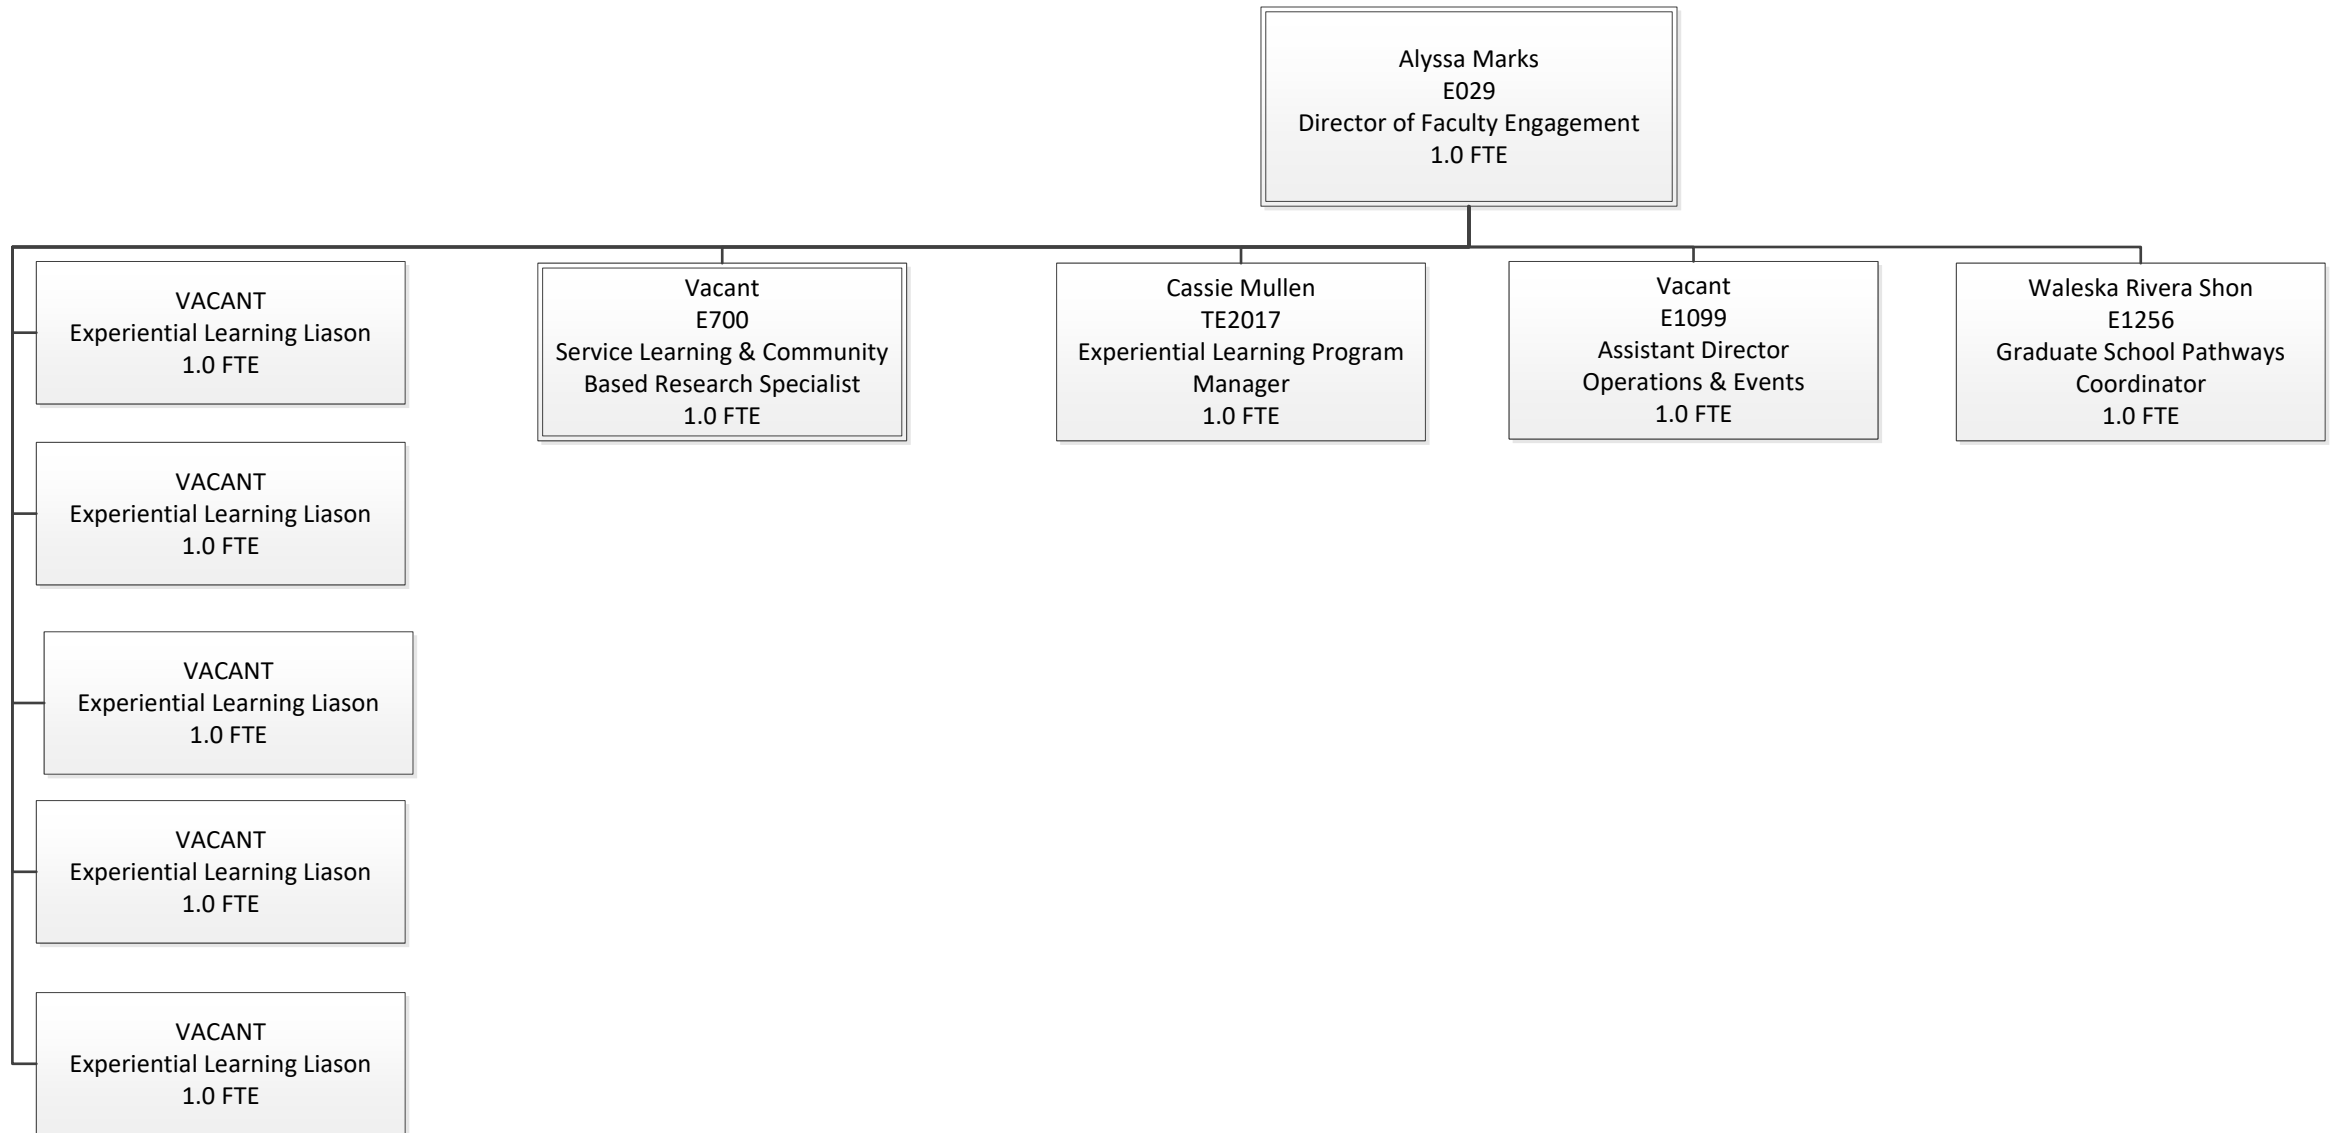 Alyssa Marks
E029
Director of Faculty Engagement
1.0 FTE
VACANT
Experiential Learning Liason
1.0 FTE
Vacant
E700
Service Learning & Community
Based Research Specialist
1.0 FTE
Cassie Mullen
TE2017
Experiential Learning Program
Manager
1.0 FTE
Vacant
E1099
Assistant Director
Operations & Events
1.0 FTE
Waleska Rivera Shon
E1256
Graduate School Pathways
Coordinator
1.0 FTE
VACANT
Experiential Learning Liason
1.0 FTE
VACANT
Experiential Learning Liason
1.0 FTE
VACANT
Experiential Learning Liason
1.0 FTE
VACANT
Experiential Learning Liason
1.0 FTE